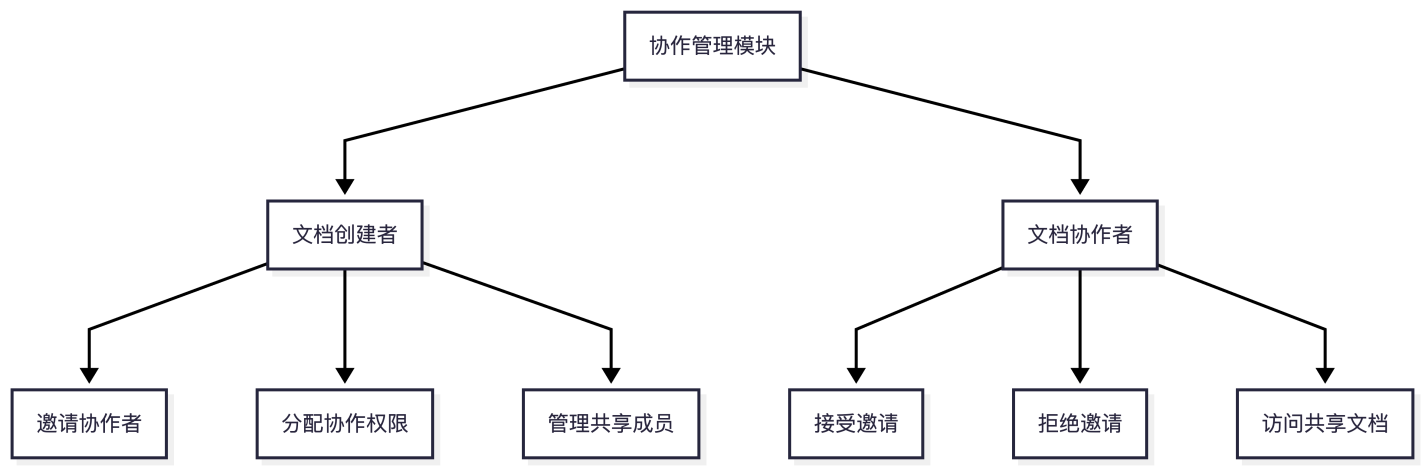 协作管理模块
文档创建者
文档协作者
邀请协作者
分配协作权限
管理共享成员
接受邀请
拒绝邀请
访问共享文档